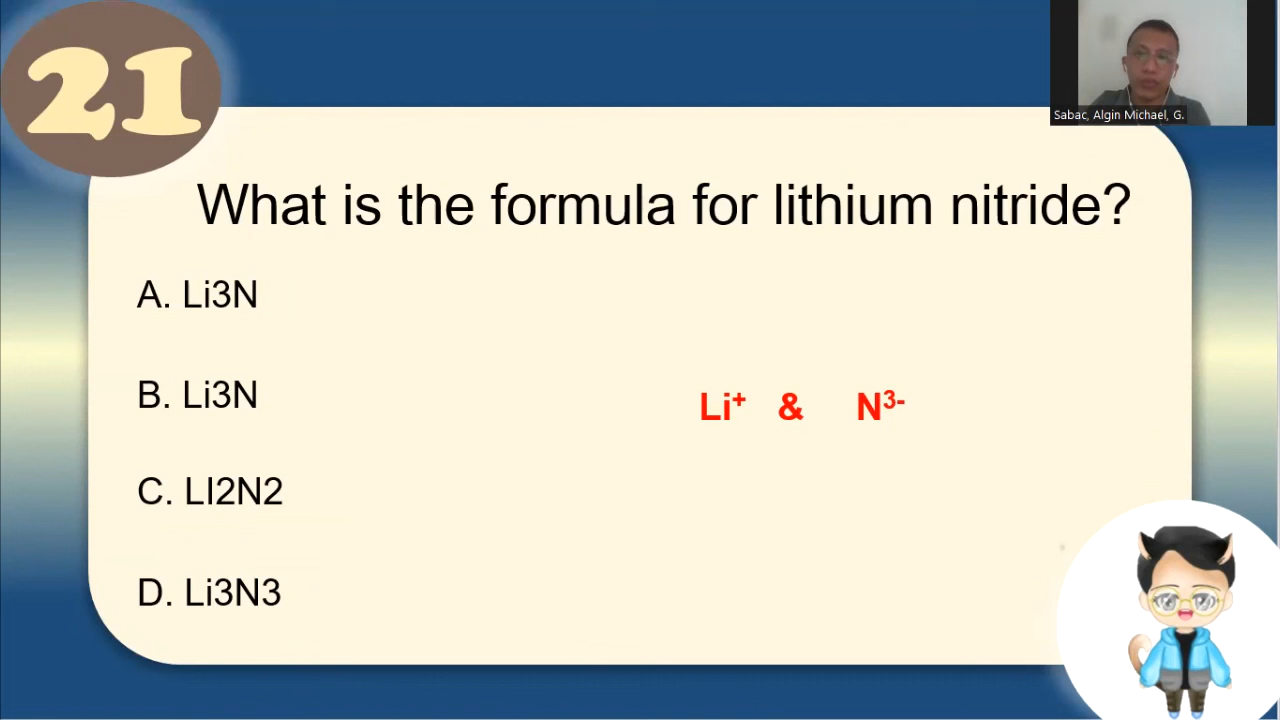 21
Sabac, Algin Michael, G.
What is the formula for lithium nitride?
A. Li3N
B. Li3N
Li⁺ & N³⁻
C. LI2N2
D. Li3N3